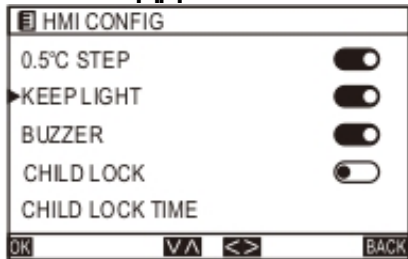 HMI CONFIG
0.5°C STEP
KEEP LIGHT
BUZZER
CHILD LOCK
CHILD LOCK TIME
OK BACK